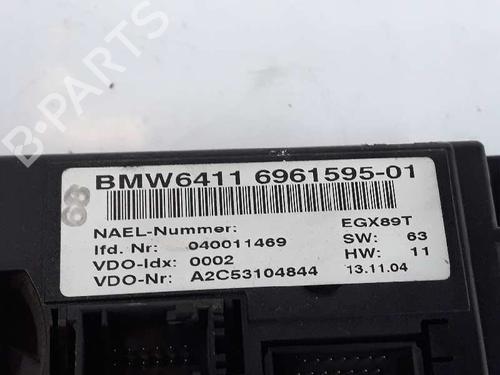 B-PARTS
68
BMW6411 6961595-01
NAEL-Nummer: EGX89T
lfd. Nr: 040011469 SW: 63
VDO-Idx: 0002 HW: 11
VDO-Nr: A2C53104844 13.11.04